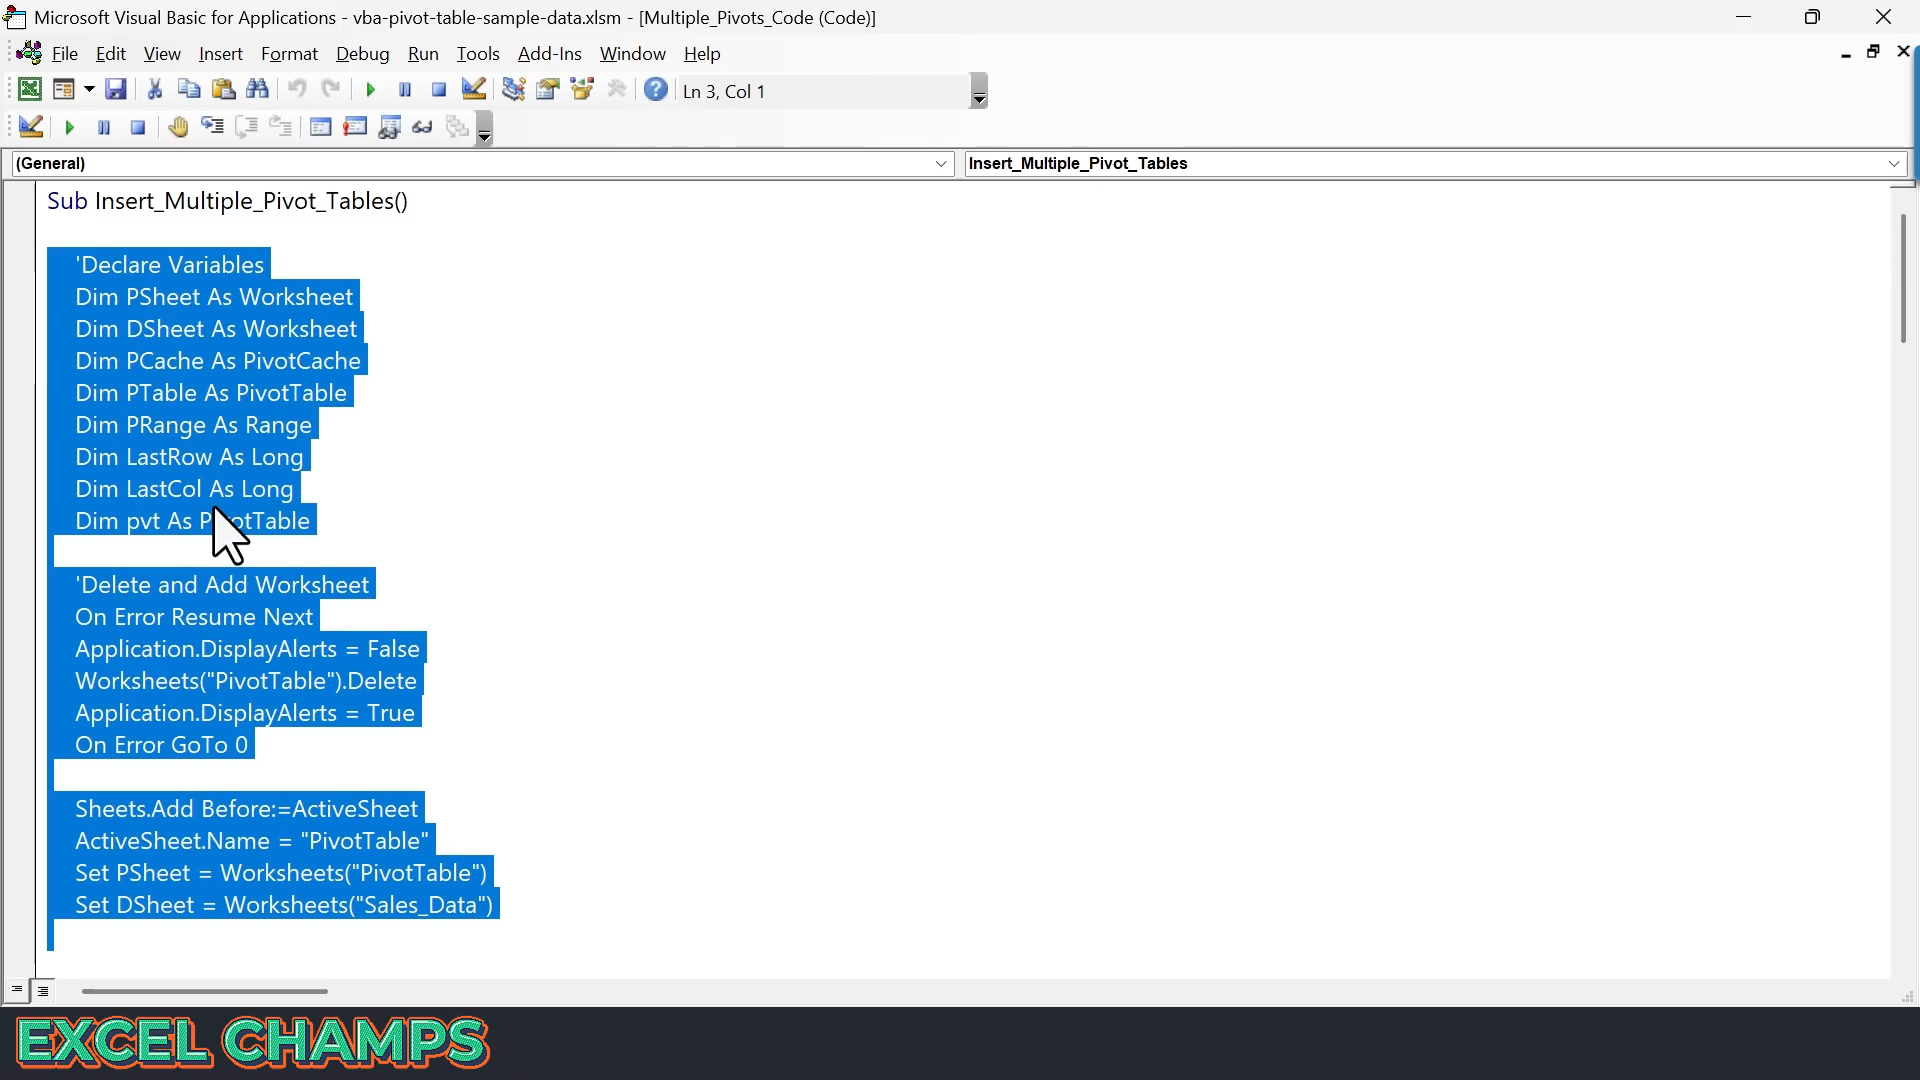 Microsoft Visual Basic for Applications - vba-pivot-table-sample-data.xlsm - [Multiple_Pivots_Code (Code)]
File Edit View Insert Format Debug Run Tools Add-Ins Window Help
Ln 3, Col 1
(General) Insert_Multiple_Pivot_Tables
Sub Insert_Multiple_Pivot_Tables()
'Declare Variables
Dim PSheet As Worksheet
Dim DSheet As Worksheet
Dim PCache As PivotCache
Dim PTable As PivotTable
Dim PRange As Range
Dim LastRow As Long
Dim LastCol As Long
Dim pvt As PivotTable
'Delete and Add Worksheet
On Error Resume Next
Application.DisplayAlerts = False
Worksheets("PivotTable").Delete
Application.DisplayAlerts = True
On Error GoTo 0
Sheets.Add Before:=ActiveSheet
ActiveSheet.Name = "PivotTable"
Set PSheet = Worksheets("PivotTable")
Set DSheet = Worksheets("Sales_Data")
EXCEL CHAMPS